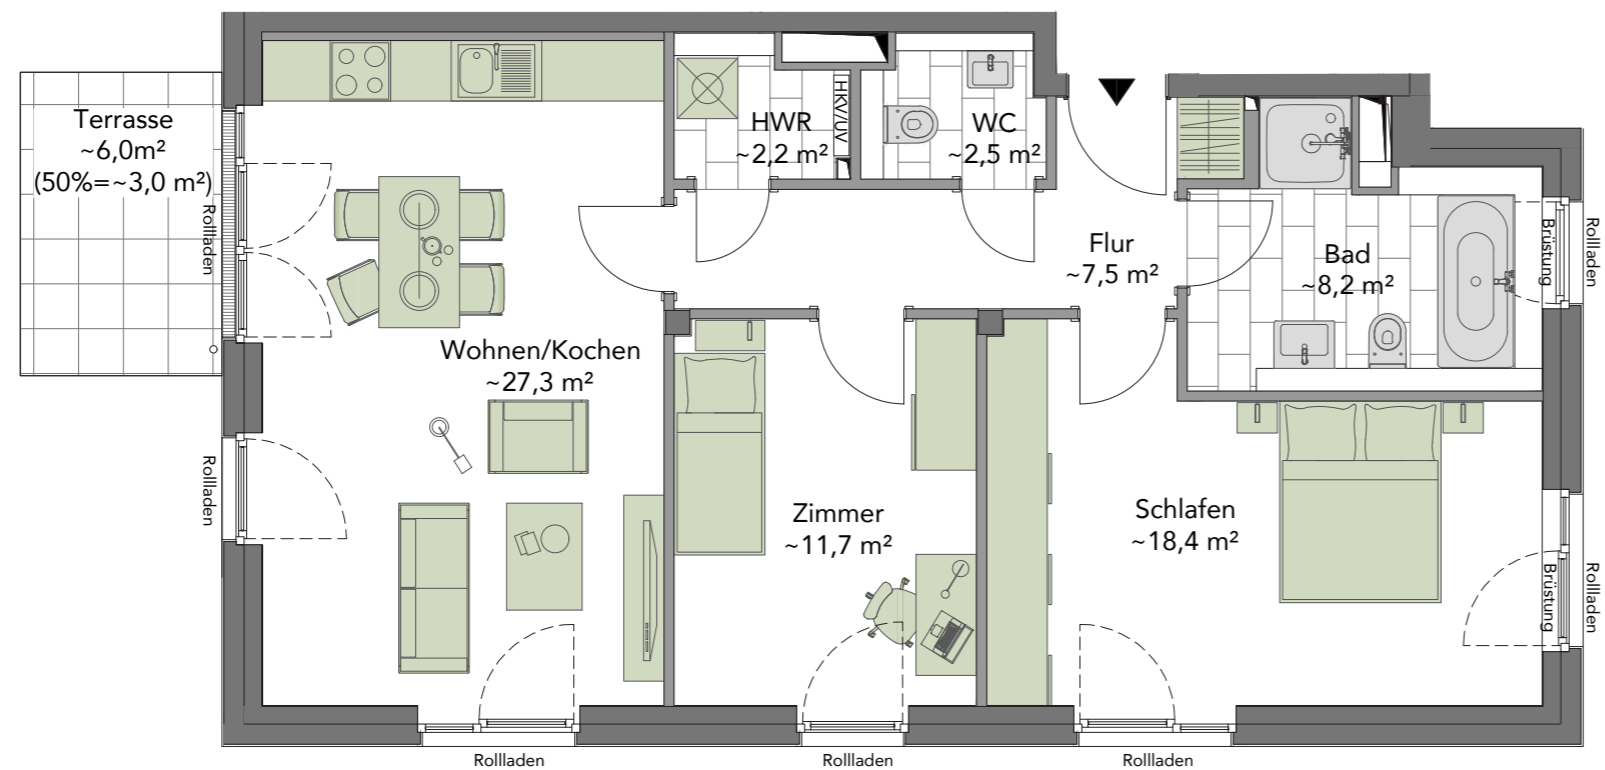 Terrasse
~6,0m²
(50%=~3,0 m²)
Rollladen
HWR
~2,2 m²
HKV/UV
WC
~2,5 m²
Flur
~7,5 m²
Bad
~8,2 m²
Brüstung
Rollladen
Wohnen/Kochen
~27,3 m²
Rollladen
Zimmer
~11,7 m²
Schlafen
~18,4 m²
Brüstung
Rollladen
Rollladen
Rollladen
Rollladen